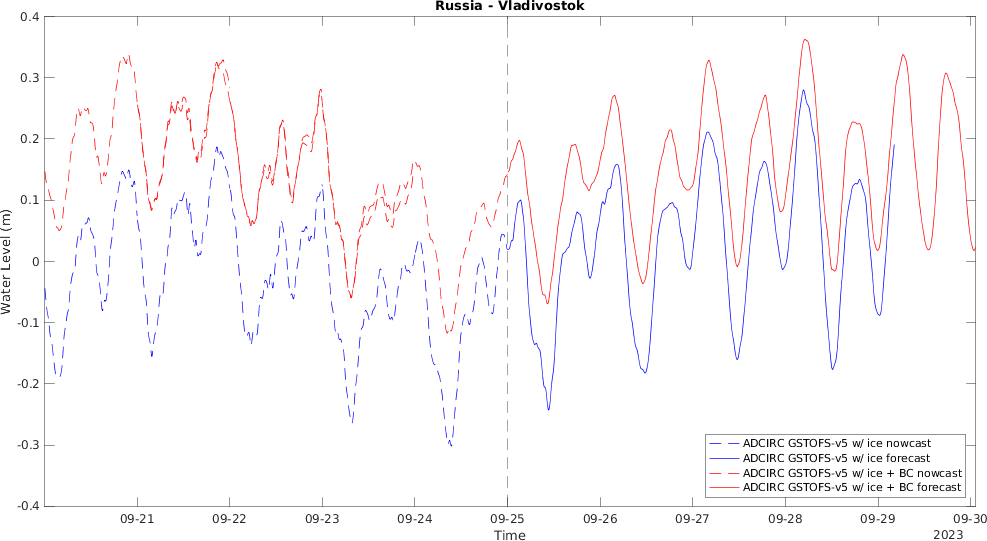 Russia - Vladivostok
0.4
0.3
0.2
0.1
0
-0.1
-0.2
-0.3
-0.4
Water Level (m)
ADCIRC GSTOFS-v5 w/ ice nowcast
ADCIRC GSTOFS-v5 w/ ice forecast
ADCIRC GSTOFS-v5 w/ ice + BC nowcast
ADCIRC GSTOFS-v5 w/ ice + BC forecast
09-21 09-22 09-23 09-24 09-25 09-26 09-27 09-28 09-29 09-30
Time
2023